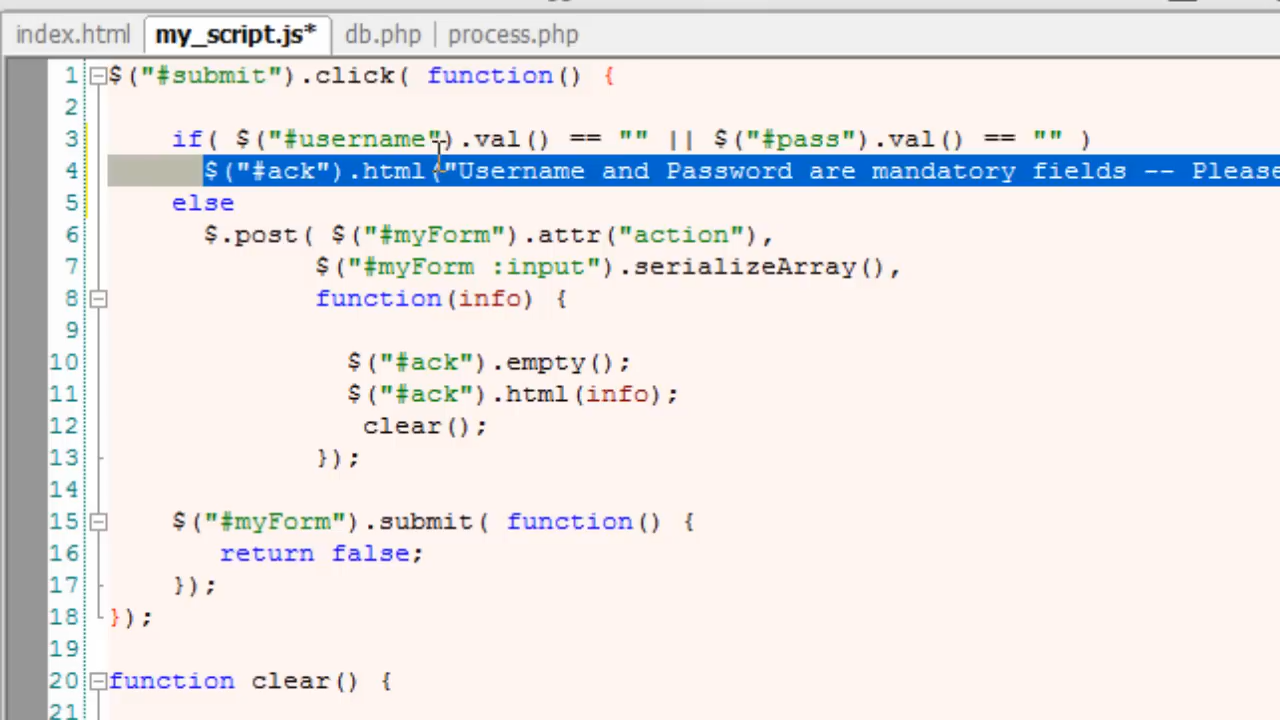 index.html my_script.js* db.php process.php
1 $("#submit").click( function() {
2
3 if( $("#username").val() == "" || $("#pass").val() == "" )
4 $("#ack").html("Username and Password are mandatory fields -- Please
5 else
6 $.post( $("#myForm").attr("action"),
7 $("#myForm :input").serializeArray(),
8 function(info) {
9
10 $("#ack").empty();
11 $("#ack").html(info);
12 clear();
13 });
14
15 $("#myForm").submit( function() {
16 return false;
17 });
18 });
19
20 function clear() {
21